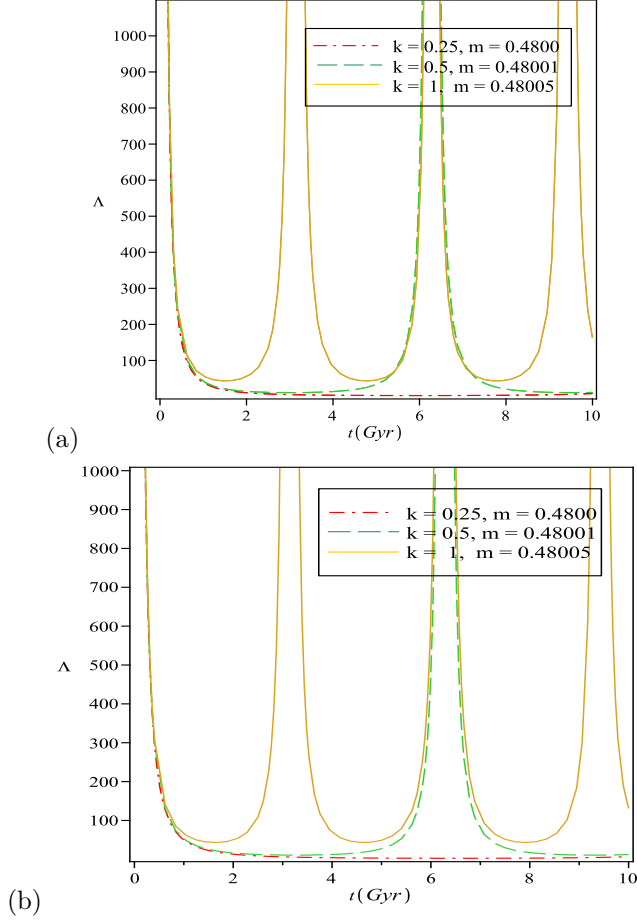 1000
900
800
700
600
500
400
300
200
100
Λ
k = 0.25, m = 0.4800
k = 0.5, m = 0.48001
k = 1, m = 0.48005
0 2 4 6 8 10
t(Gyr)
(a)
1000
900
800
700
600
500
400
300
200
100
Λ
k = 0.25, m = 0.4800
k = 0.5, m = 0.48001
k = 1, m = 0.48005
0 2 4 6 8 10
t(Gyr)
(b)